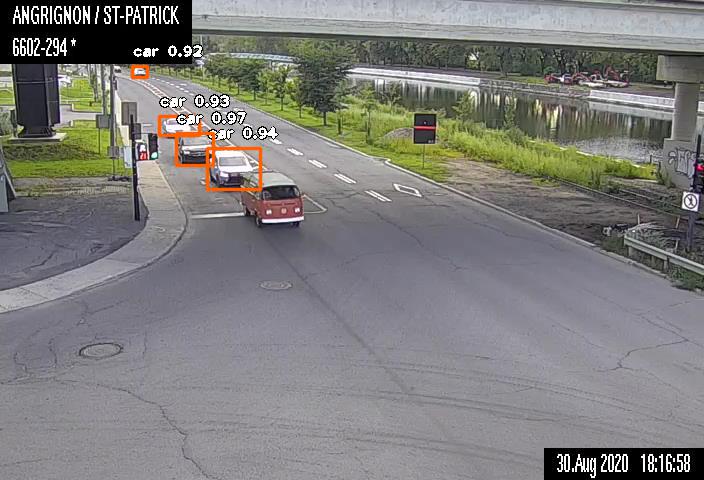 ANGRIGNON / ST-PATRICK
6602-294 *
car 0.92
car 0.93
car 0.97
car 0.94
30.Aug 2020 18:16:58